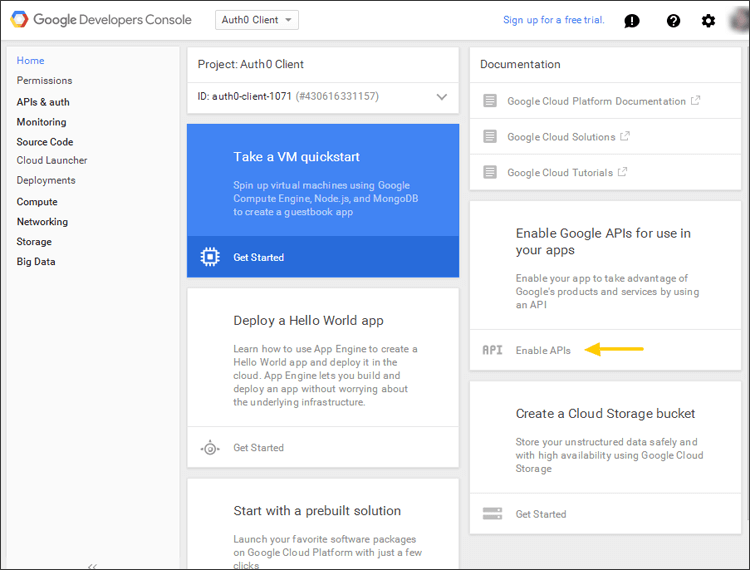 Google Developers Console
Auth0 Client
Sign up for a free trial.
Home
Permissions
APIs & auth
Monitoring
Source Code
Cloud Launcher
Deployments
Compute
Networking
Storage
Big Data
Project: Auth0 Client
ID: auth0-client-1071 (#430616331157)
Take a VM quickstart
Spin up virtual machines using Google
Compute Engine, Node.js, and MongoDB
to create a guestbook app
Get Started
Deploy a Hello World app
Learn how to use App Engine to create a
Hello World app and deploy it in the
cloud. App Engine lets you build and
deploy an app without worrying about
the underlying infrastructure.
Get Started
Start with a prebuilt solution
Launch your favorite software packages
on Google Cloud Platform with just a few
clicks
Documentation
Google Cloud Platform Documentation
Google Cloud Solutions
Google Cloud Tutorials
Enable Google APIs for use in
your apps
Enable your app to take advantage of
Google's products and services by using
an API
API Enable APIs
Create a Cloud Storage bucket
Store your unstructured data safely and
with high availability using Google Cloud
Storage
Get Started